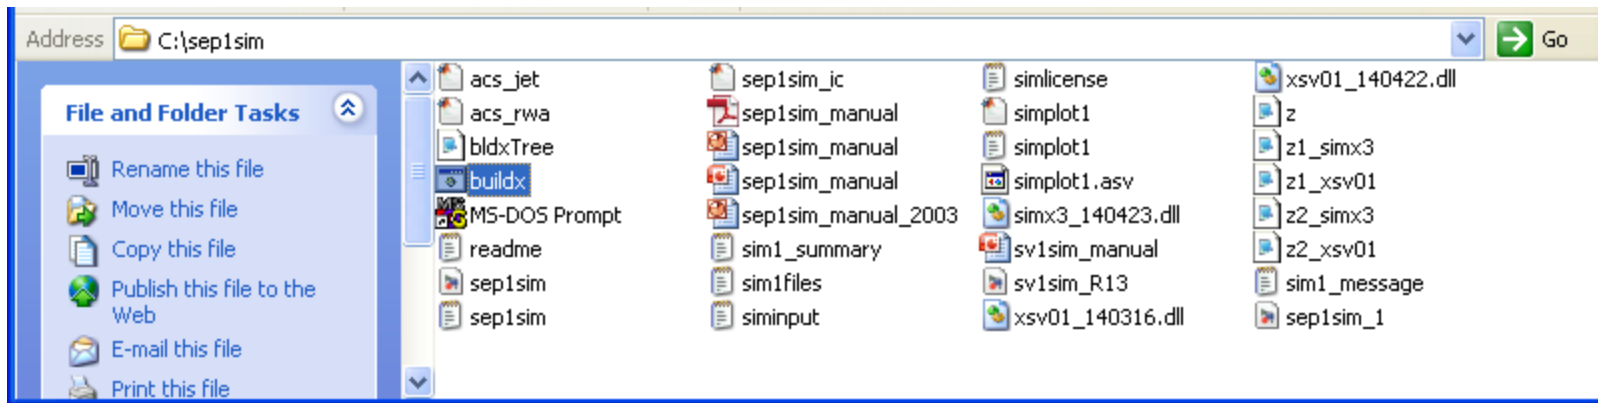 Address C:\sep1sim Go
File and Folder Tasks
Rename this file
Move this file
Copy this file
Publish this file to the
Web
E-mail this file
Print this file
acs_jet
acs_rwa
bldxTree
buildx
MS-DOS Prompt
readme
sep1sim
sep1sim
sep1sim_ic
sep1sim_manual
sep1sim_manual
sep1sim_manual
sep1sim_manual_2003
sim1_summary
sim1files
siminput
simlicense
simplot1
simplot1
simplot1.asv
simx3_140423.dll
sv1sim_manual
sv1sim_R13
xsv01_140316.dll
xsv01_140422.dll
z
z1_simx3
z1_xsv01
z2_simx3
z2_xsv01
sim1_message
sep1sim_1